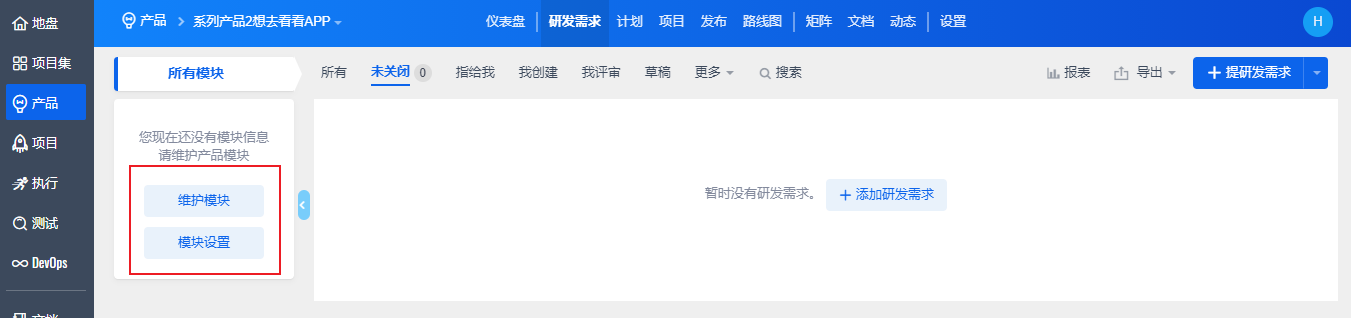 地盘
项目集
产品
项目
执行
测试
DevOps
文档
产品 系列产品2想去看看APP
仪表盘 研发需求 计划 项目 发布 路线图 矩阵 文档 动态 设置
H
所有模块
所有 未关闭 0 指给我 我创建 我评审 草稿 更多 搜索
报表 导出 提研发需求
您现在还没有模块信息
请维护产品模块
维护模块
模块设置
暂时没有研发需求。 添加研发需求